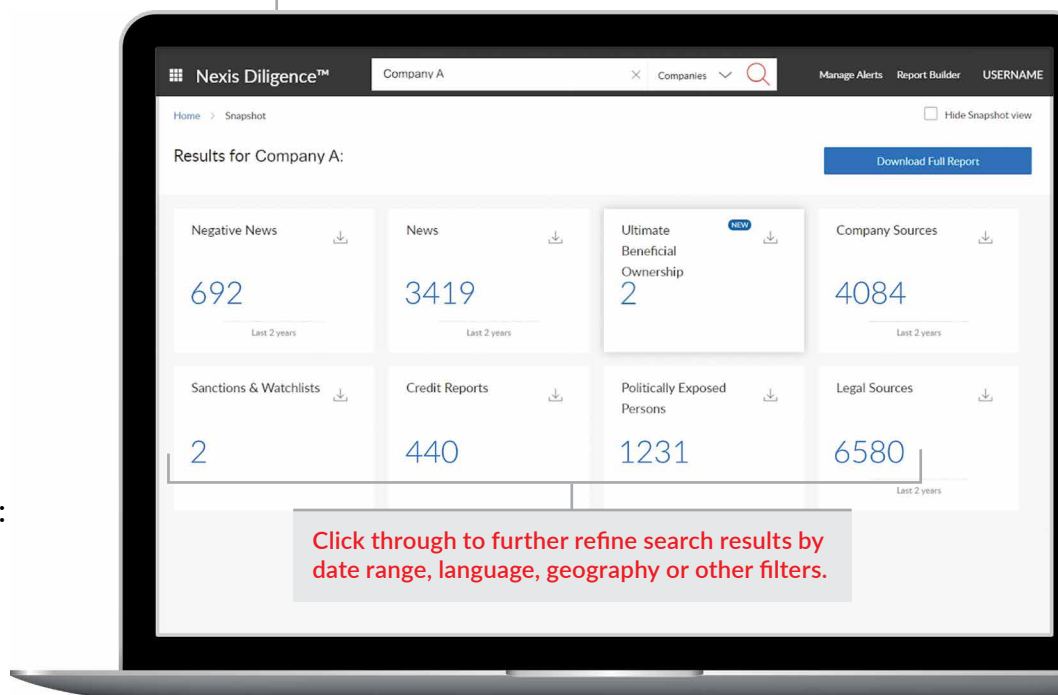 Nexis Diligence™
Company A
Companies
Manage Alerts
Report Builder
USERNAME
Home > Snapshot
Hide Snapshot view
Results for Company A:
Download Full Report
Negative News
692
Last 2 years
News
3419
Last 2 years
Ultimate
Beneficial
Ownership
NEW
2
Company Sources
4084
Last 2 years
Sanctions & Watchlists
2
Credit Reports
440
Politically Exposed
Persons
1231
Legal Sources
6580
Last 2 years
:
Click through to further refine search results by
date range, language, geography or other filters.